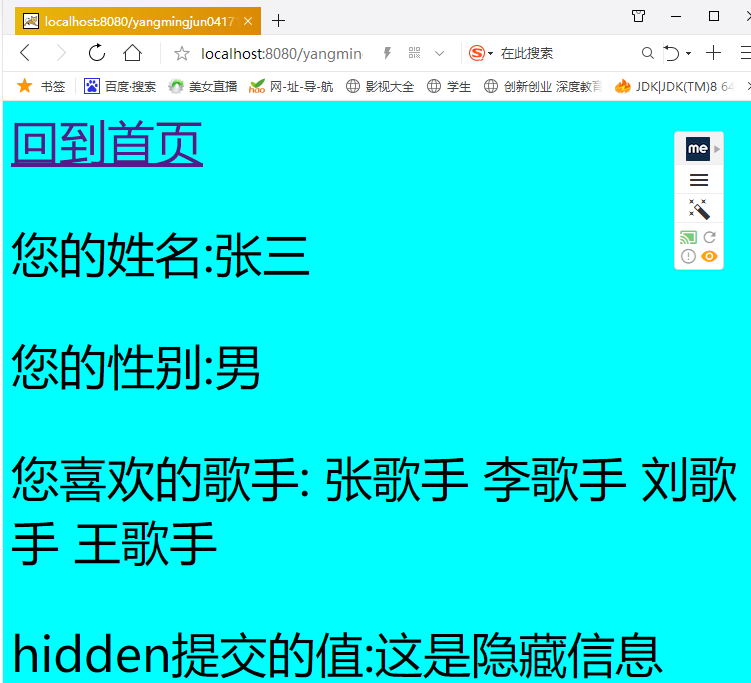 localhost:8080/yangmingjun0417
localhost:8080/yangmin
在此搜索
书签 百度·搜索 美女直播 网-址-导-航 影视大全 学生 创新创业 深度教育 JDK|JDK(TM)8 64
回到首页
me
您的姓名:张三
您的性别:男
您喜欢的歌手: 张歌手 李歌手 刘歌
手 王歌手
hidden提交的值:这是隐藏信息